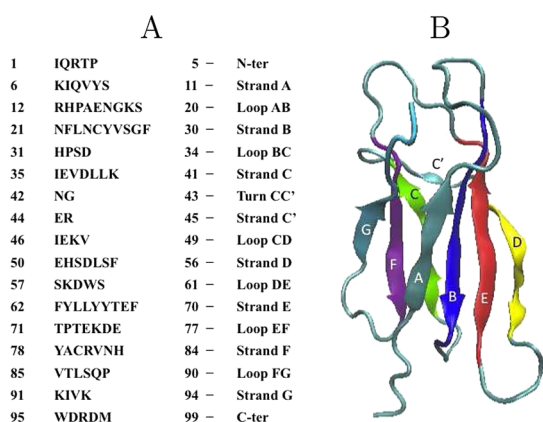 A B
1 IQRTP 5 – N-ter
6 KIQVYS 11 – Strand A
12 RHPAENGKS 20 – Loop AB
21 NFLNCYVSGF 30 – Strand B
31 HPSD 34 – Loop BC
35 IEVDLLK 41 – Strand C
42 NG 43 – Turn CC’
44 ER 45 – Strand C’
46 IEKV 49 – Loop CD
50 EHSDLSF 56 – Strand D
57 SKDWS 61 – Loop DE
62 FYLLYYTEF 70 – Strand E
71 TPTEKDE 77 – Loop EF
78 YACRVNH 84 – Strand F
85 VTLSQP 90 – Loop FG
91 KIVK 94 – Strand G
95 WDRDM 99 – C-ter
C’
C
G
D
F
A
B
E